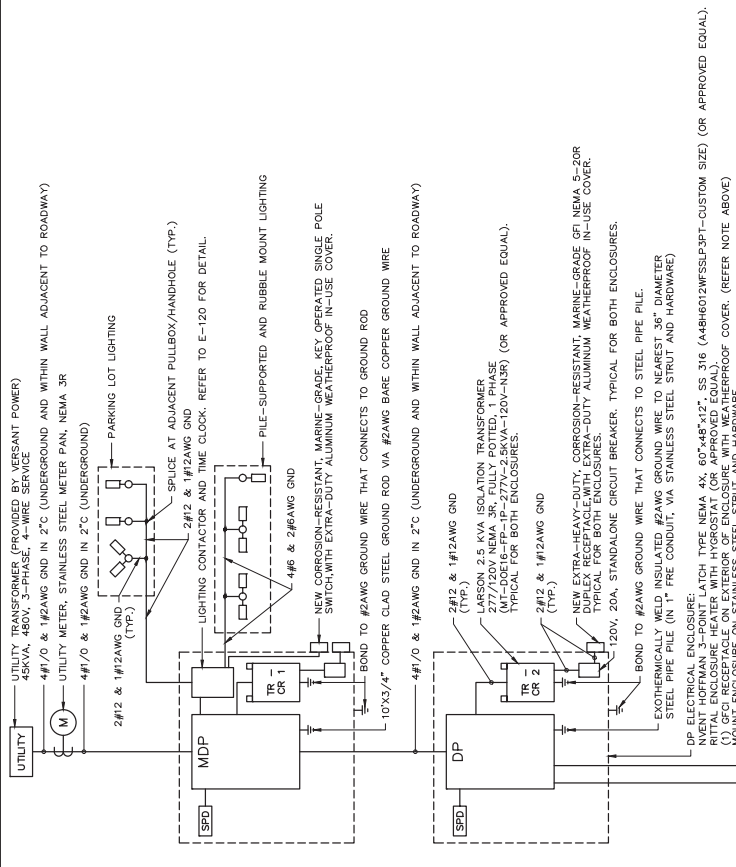 UTILITY TRANSFORMER (PROVIDED BY VERSANT POWER)
45KVA, 480V, 3-PHASE, 4-WIRE SERVICE
UTILITY
4#1/0 & 1#2AWG GND IN 2"C (UNDERGROUND AND WITHIN WALL ADJACENT TO ROADWAY)
UTILITY METER, STAINLESS STEEL METER PAN, NEMA 3R
M
4#1/0 & 1#2AWG GND IN 2"C (UNDERGROUND)
PARKING LOT LIGHTING
2#12 & 1#12AWG GND
(TYP.)
SPLICE AT ADJACENT PULLBOX/HANDHOLE (TYP.)
2#12 & 1#12AWG GND
LIGHTING CONTACTOR AND TIME CLOCK. REFER TO E-120 FOR DETAIL.
PILE-SUPPORTED AND RUBBLE MOUNT LIGHTING
4#6 & 2#6AWG GND
SPD
MDP
TR -
CR 1
NEW CORROSION-RESISTANT, MARINE-GRADE, KEY OPERATED SINGLE POLE
SWITCH,WITH EXTRA-DUTY ALUMINUM WEATHERPROOF IN-USE COVER.
BOND TO #2AWG GROUND WIRE THAT CONNECTS TO GROUND ROD
10'X3/4" COPPER CLAD STEEL GROUND ROD VIA #2AWG BARE COPPER GROUND WIRE
4#1/0 & 1#2AWG GND IN 2"C (UNDERGROUND AND WITHIN WALL ADJACENT TO ROADWAY)
2#12 & 1#12AWG GND
(TYP.)
LARSON 2.5 KVA ISOLATION TRANSFORMER
277/120V NEMA 3R, FULLY POTTED, 1 PHASE
(MT-DOE16-FP-1P-277V-2.5KVA-120V-N3R) (OR APPROVED EQUAL).
TYPICAL FOR BOTH ENCLOSURES.
2#12 & 1#12AWG GND
(TYP.)
SPD
DP
TR -
CR 2
NEW EXTRA-HEAVY-DUTY, CORROSION-RESISTANT, MARINE-GRADE GFI NEMA 5-20R
DUPLEX RECEPTACLE,WITH EXTRA-DUTY ALUMINUM WEATHERPROOF IN-USE COVER.
TYPICAL FOR BOTH ENCLOSURES.
120V, 20A, STANDALONE CIRCUIT BREAKER. TYPICAL FOR BOTH ENCLOSURES.
BOND TO #2AWG GROUND WIRE THAT CONNECTS TO STEEL PIPE PILE.
EXOTHERMICALLY WELD INSULATED #2AWG GROUND WIRE TO NEAREST 36" DIAMETER
STEEL PIPE PILE (IN 1" FRE CONDUIT, VIA STAINLESS STEEL STRUT AND HARDWARE)
DP ELECTRICAL ENCLOSURE:
NVENT HOFFMAN 3-POINT LATCH TYPE NEMA 4X, 60"x48"x12", SS 316 (A48H6012WFSSLP3PT-CUSTOM SIZE) (OR APPROVED EQUAL).
RITTAL ENCLOSURE HEATER WITH HYGROSTAT (OR APPROVED EQUAL).
(1) GFCI RECEPTACLE ON EXTERIOR OF ENCLOSURE WITH WEATHERPROOF COVER. (REFER NOTE ABOVE)
MOUNT ENCLOSURE ON STAINLESS STEEL STRUT AND HARDWARE